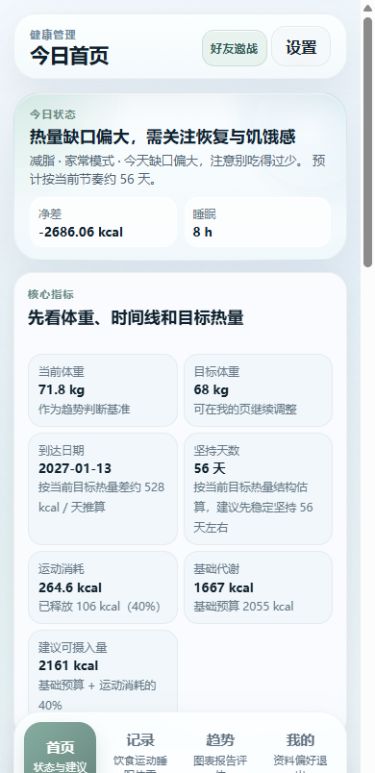 健康管理
今日首页
好友邀战
设置
今日状态
热量缺口偏大，需关注恢复与饥饿感
减脂 · 家常模式 · 今天缺口偏大，注意别吃得过少。 预
计按当前节奏约 56 天。
净差
-2686.06 kcal
睡眠
8 h
核心指标
先看体重、时间线和目标热量
当前体重
71.8 kg
作为趋势判断基准
目标体重
68 kg
可在我的页继续调整
到达日期
2027-01-13
按当前目标热量差约 528
kcal / 天推算
坚持天数
56 天
按当前目标热量结构估
算，建议先稳定坚持 56
天左右
运动消耗
264.6 kcal
已释放 106 kcal（40%）
基础代谢
1667 kcal
基础预算 2055 kcal
建议可摄入量
2161 kcal
基础预算 + 运动消耗的
40%
首页
状态与建议
记录
饮食运动睡
趋势
图表报告评
我的
资料偏好退